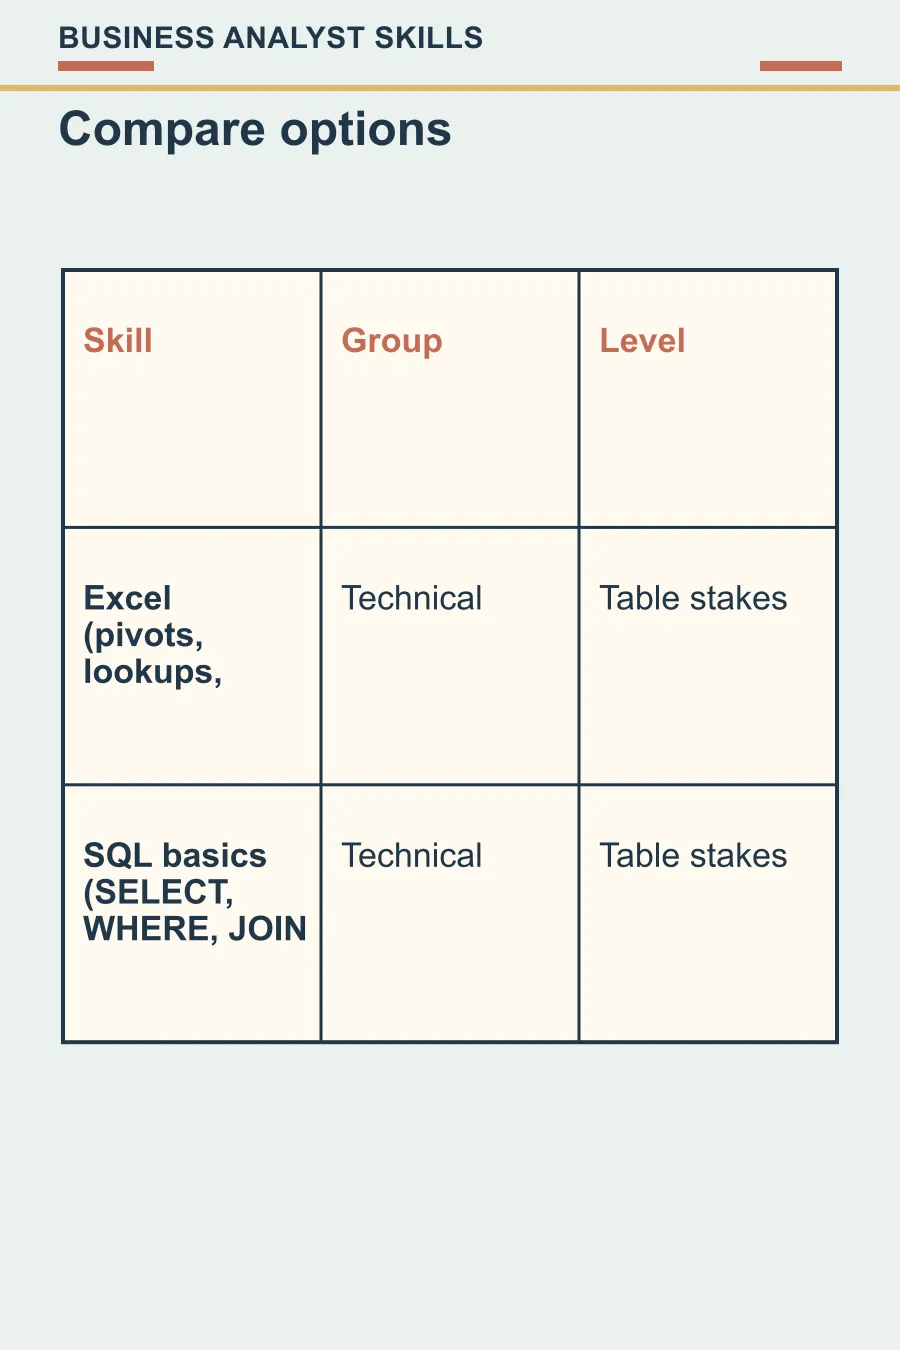 BUSINESS ANALYST SKILLS
Compare options
Skill Group Level
Excel Technical Table stakes
(pivots,
lookups,
SQL basics Technical Table stakes
(SELECT,
WHERE, JOIN